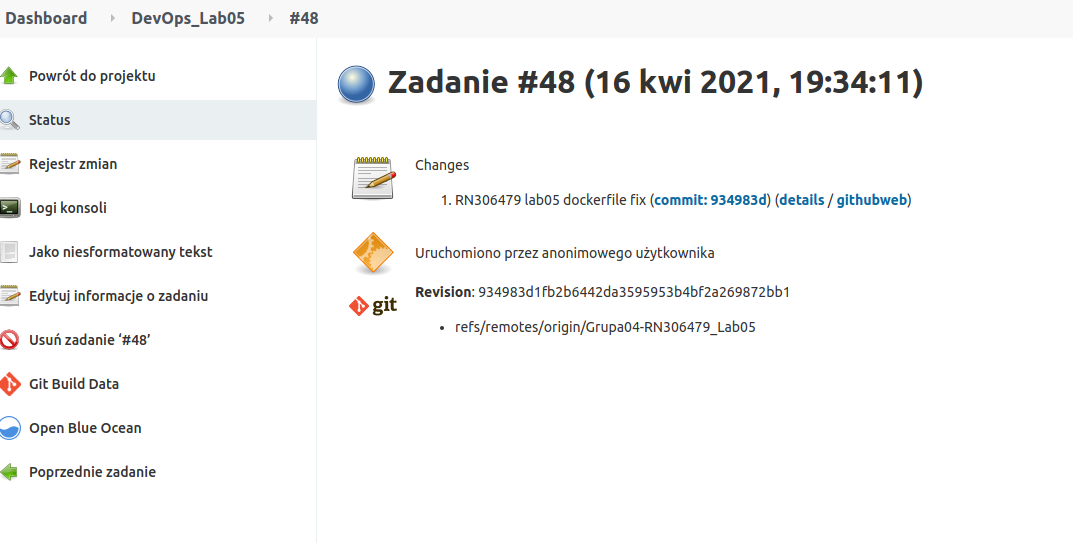 Dashboard DevOps_Lab05 #48
Powrót do projektu
Status
Rejestr zmian
Logi konsoli
Jako niesformatowany tekst
Edytuj informacje o zadaniu
Usuń zadanie ‘#48’
Git Build Data
Open Blue Ocean
Poprzednie zadanie
Zadanie #48 (16 kwi 2021, 19:34:11)
Changes
1. RN306479 lab05 dockerfile fix (commit: 934983d) (details / githubweb)
Uruchomiono przez anonimowego użytkownika
git
Revision: 934983d1fb2b6442da3595953b4bf2a269872bb1
• refs/remotes/origin/Grupa04-RN306479_Lab05